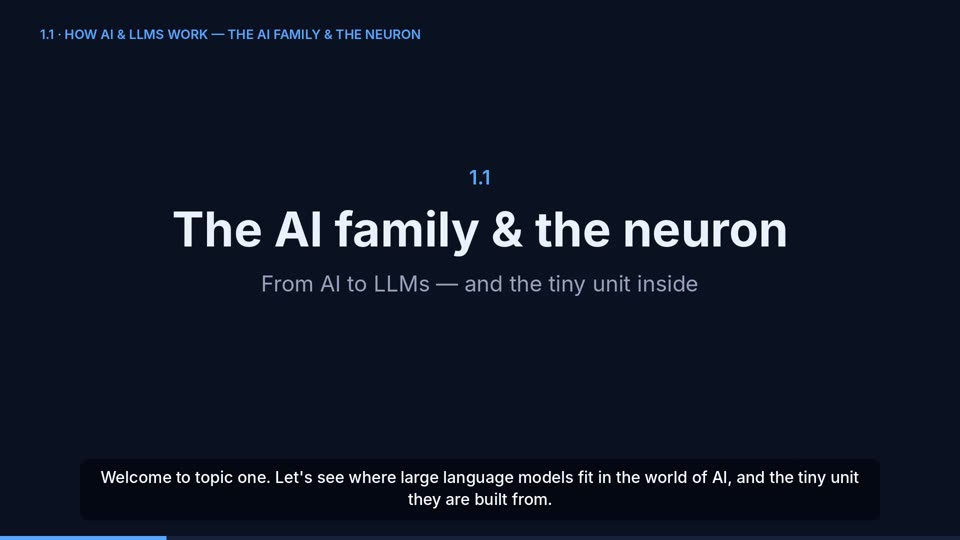 1.1 · HOW AI & LLMS WORK — THE AI FAMILY & THE NEURON
1.1
The AI family & the neuron
From AI to LLMs — and the tiny unit inside
Welcome to topic one. Let's see where large language models fit in the world of AI, and the tiny unit
they are built from.